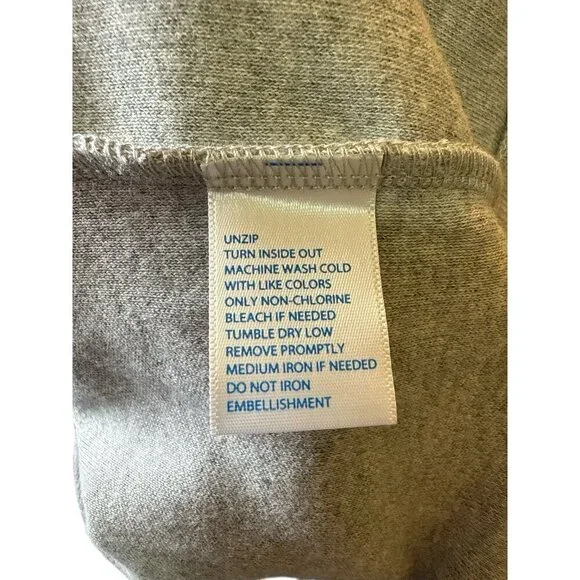 UNZIP
TURN INSIDE OUT
MACHINE WASH COLD
WITH LIKE COLORS
ONLY NON-CHLORINE
BLEACH IF NEEDED
TUMBLE DRY LOW
REMOVE PROMPTLY
MEDIUM IRON IF NEEDED
DO NOT IRON
EMBELLISHMENT